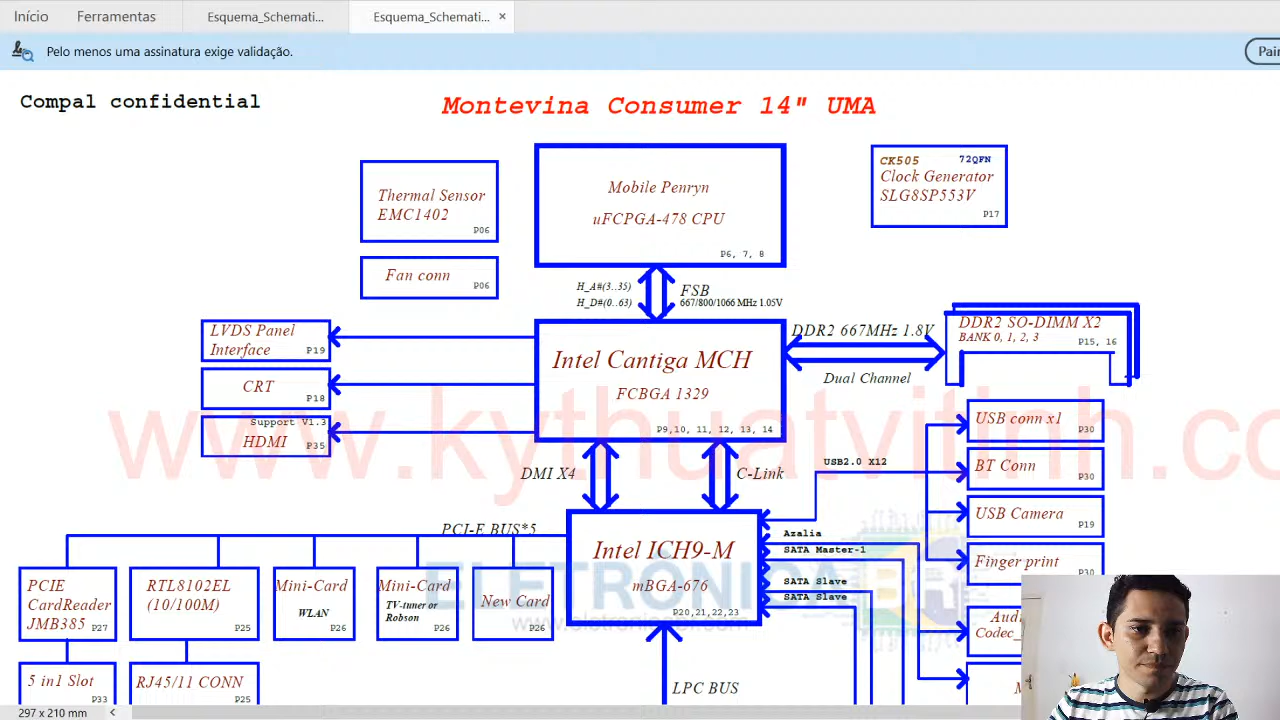 Início
Ferramentas
Esquema_Schemati...
Esquema_Schemati... ×
Pelo menos uma assinatura exige validação.
Compal confidential
Montevina Consumer 14" UMA
Thermal Sensor
EMC1402
P06
Fan conn
P06
Mobile Penryn
uFCPGA-478 CPU
P6, 7, 8
CK505
72QFN
Clock Generator
SLG8SP553V
P17
H_A#(3..35)
H_D#(0..63)
FSB
667/800/1066 MHz 1.05V
LVDS Panel
Interface
P19
CRT
P18
Support V1.3
HDMI
P35
Intel Cantiga MCH
FCBGA 1329
P9,10, 11, 12, 13, 14
DDR2 667MHz 1.8V
Dual Channel
DDR2 SO-DIMM X2
BANK 0, 1, 2, 3
P15, 16
www.kythuatvitinh.co
USB conn x1
P30
BT Conn
P30
USB Camera
P19
Finger print
P30
USB2.0 X12
DMI X4
C-Link
PCI-E BUS*5
Intel ICH9-M
mBGA-676
P20,21,22,23
Azalia
SATA Master-1
SATA Slave
SATA Slave
ELETRÔNICA
www.eletronicabr.com
PCIE
CardReader
JMB385
P27
RTL8102EL
(10/100M)
P25
Mini-Card
WLAN
P26
Mini-Card
TV-tuner or
Robson
P26
New Card
P26
5 in1 Slot
P33
RJ45/11 CONN
P25
LPC BUS
Codec_
297 x 210 mm